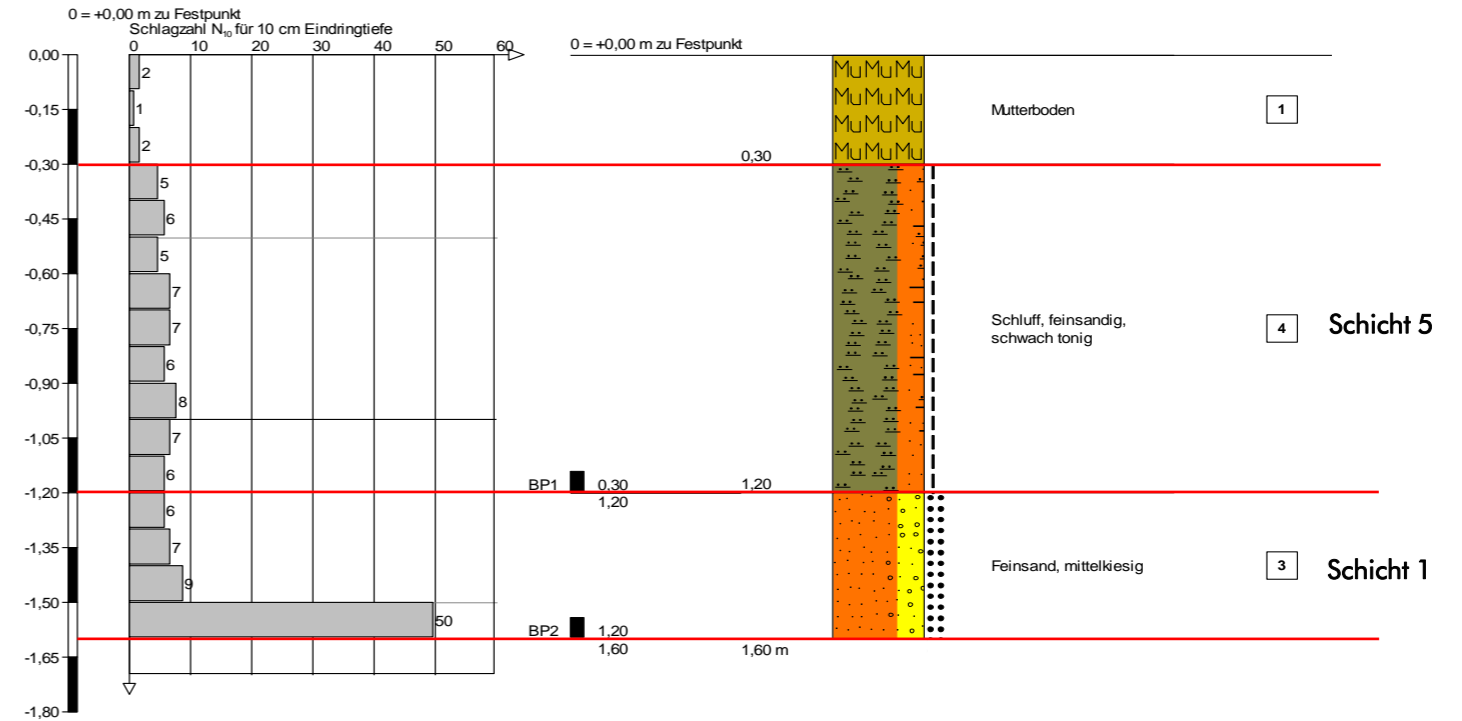 0 = +0,00 m zu Festpunkt
Schlagzahl N₁₀ für 10 cm Eindringtiefe
0 10 20 30 40 50 60
0,00
-0,15
-0,30
-0,45
-0,60
-0,75
-0,90
-1,05
-1,20
-1,35
-1,50
-1,65
-1,80
2
1
2
5
6
5
7
7
6
8
7
6
6
7
9
50
0 = +0,00 m zu Festpunkt
MuMuMu
MuMuMu
MuMuMu
MuMuMu
Mutterboden
1
0,30
Schluff, feinsandig,
schwach tonig
4
Schicht 5
BP1 0,30 1,20
1,20
Feinsand, mittelkiesig
3
Schicht 1
BP2 1,20
1,60 1,60 m